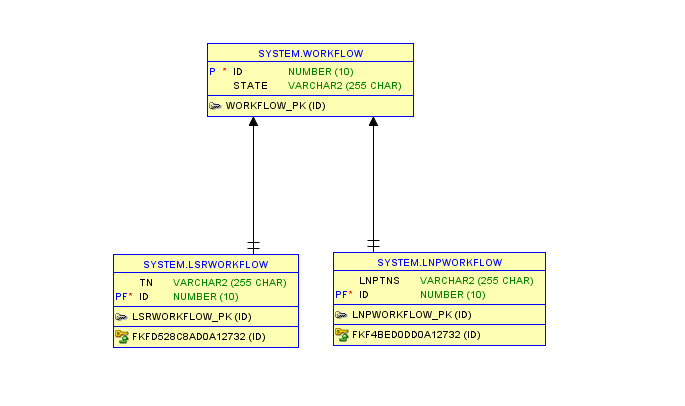 SYSTEM.WORKFLOW
P * ID NUMBER (10)
STATE VARCHAR2 (255 CHAR)
WORKFLOW_PK (ID)
SYSTEM.LSRWORKFLOW
TN VARCHAR2 (255 CHAR)
PF* ID NUMBER (10)
LSRWORKFLOW_PK (ID)
FKFD528C8AD0A12732 (ID)
SYSTEM.LNPWORKFLOW
LNPTNS VARCHAR2 (255 CHAR)
PF* ID NUMBER (10)
LNPWORKFLOW_PK (ID)
FKF4BED0DD0A12732 (ID)